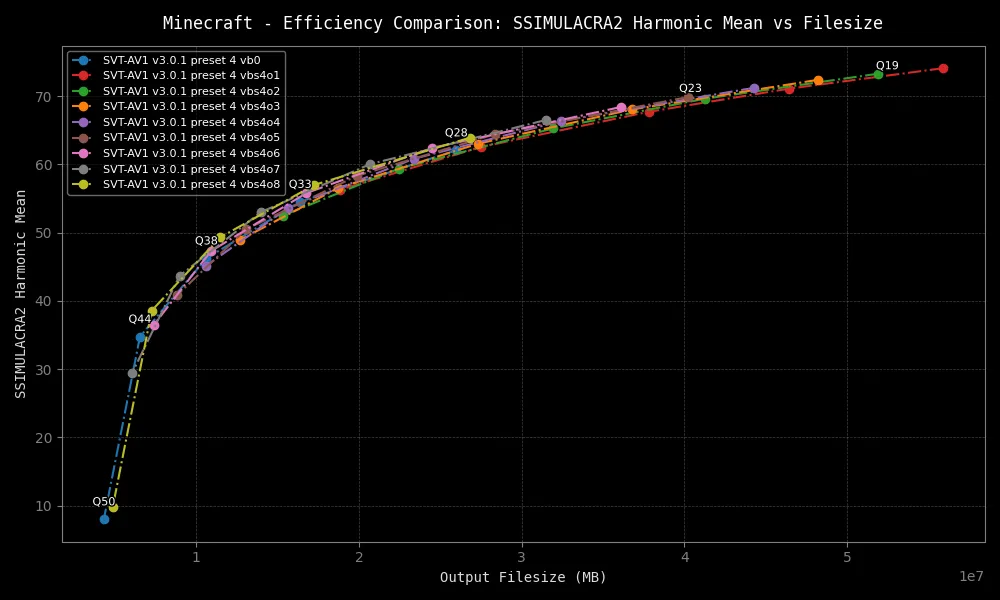 Minecraft - Efficiency Comparison: SSIMULACRA2 Harmonic Mean vs Filesize
SVT-AV1 v3.0.1 preset 4 vb0
SVT-AV1 v3.0.1 preset 4 vbs4o1
SVT-AV1 v3.0.1 preset 4 vbs4o2
SVT-AV1 v3.0.1 preset 4 vbs4o3
SVT-AV1 v3.0.1 preset 4 vbs4o4
SVT-AV1 v3.0.1 preset 4 vbs4o5
SVT-AV1 v3.0.1 preset 4 vbs4o6
SVT-AV1 v3.0.1 preset 4 vbs4o7
SVT-AV1 v3.0.1 preset 4 vbs4o8
SSIMULACRA2 Harmonic Mean
70
60
50
40
30
20
10
Q19
Q23
Q28
Q33
Q38
Q44
Q50
1
2
3
4
5
1e7
Output Filesize (MB)